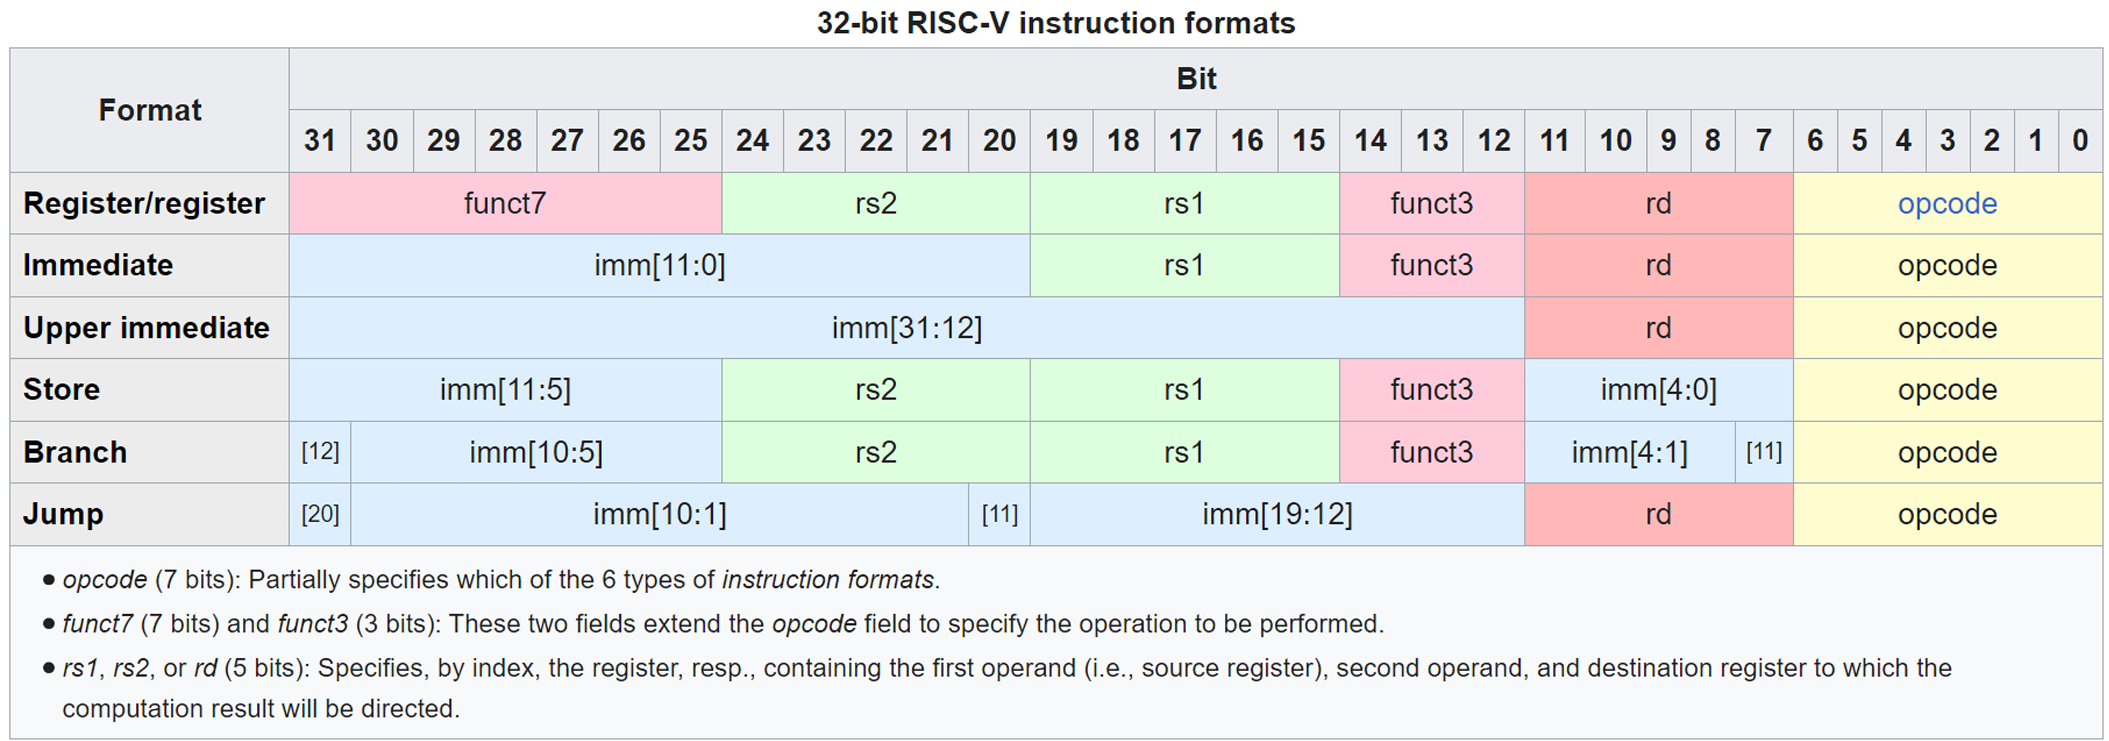 32-bit RISC-V instruction formats
Format
Bit
31 30 29 28 27 26 25 24 23 22 21 20 19 18 17 16 15 14 13 12 11 10 9 8 7 6 5 4 3 2 1 0
Register/register funct7 rs2 rs1 funct3 rd opcode
Immediate imm[11:0] rs1 funct3 rd opcode
Upper immediate imm[31:12] rd opcode
Store imm[11:5] rs2 rs1 funct3 imm[4:0] opcode
Branch [12] imm[10:5] rs2 rs1 funct3 imm[4:1] [11] opcode
Jump [20] imm[10:1] [11] imm[19:12] rd opcode
• opcode (7 bits): Partially specifies which of the 6 types of instruction formats.
• funct7 (7 bits) and funct3 (3 bits): These two fields extend the opcode field to specify the operation to be performed.
• rs1, rs2, or rd (5 bits): Specifies, by index, the register, resp., containing the first operand (i.e., source register), second operand, and destination register to which the
computation result will be directed.